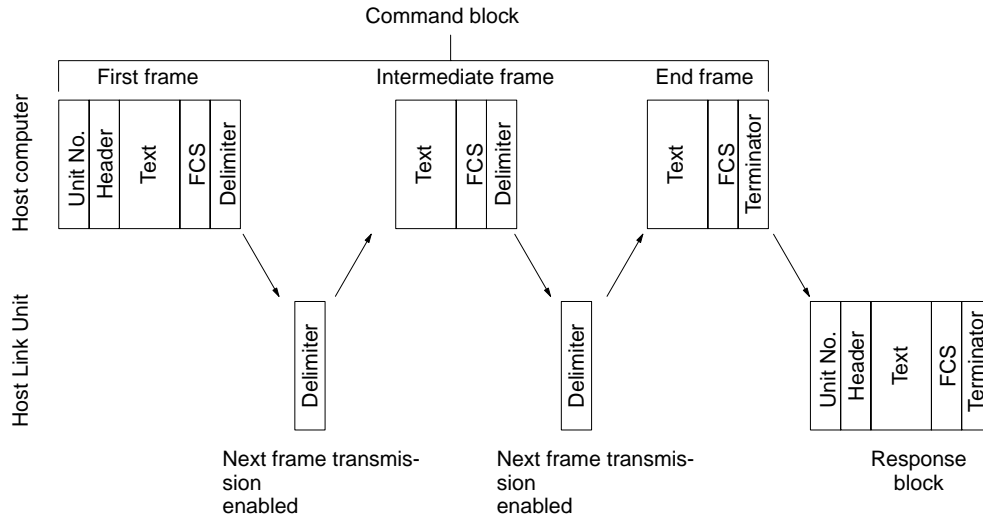 Command block
First frame
Intermediate frame
End frame
Host computer
Unit No.
Header
Text
FCS
Delimiter
Text
FCS
Delimiter
Text
FCS
Terminator
Host Link Unit
Delimiter
Delimiter
Unit No.
Header
Text
FCS
Terminator
Next frame transmis-
sion
enabled
Next frame transmis-
sion
enabled
Response
block